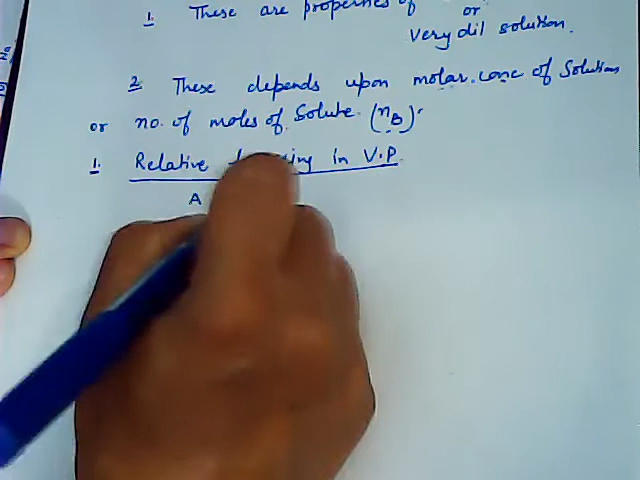 1. These are properties of
or
Very dil solution.
2. These depends upon molar conc of Solutions
or no. of moles of Solute (nB)
1. Relative in V.P.
A